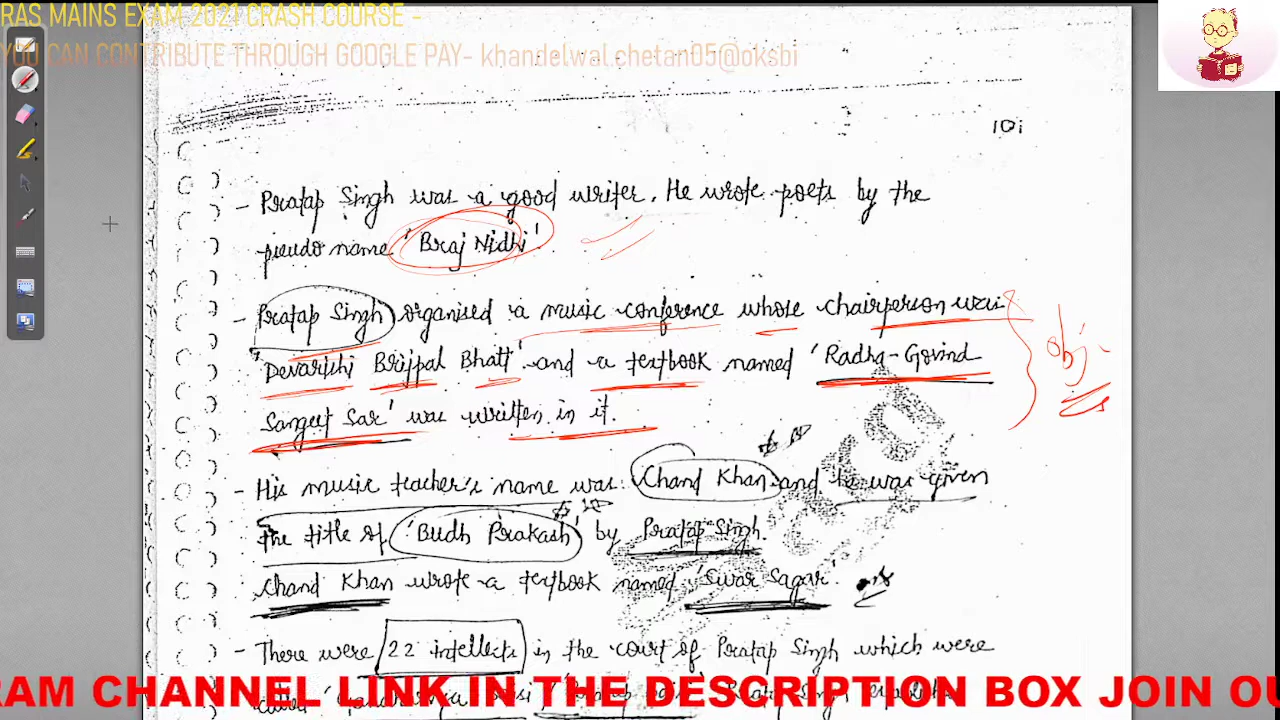 RAS MAINS EXAM 2021 CRASH COURSE -
YOU CAN CONTRIBUTE THROUGH GOOGLE PAY- khandelwal.chetan05@oksbi
101
- Pratap Singh was a good writer. He wrote poets by the
pseudo name 'Braj Nidhi'.
- Pratap Singh organised a music conference whose chairperson was
'Devarshi Brijpal Bhatt' and a textbook named 'Radha-Govind
Obj.
Sangeet Sar' was written in it.
- His music teacher's name was Chand Khan and he was given
the title of 'Budh Prakash' by Pratap Singh.
Chand Khan wrote a textbook named 'Swar Sagar'.
- There were 22 intellects in the court of Pratap Singh which were
called
RAM CHANNEL LINK IN THE DESCRIPTION BOX JOIN OU